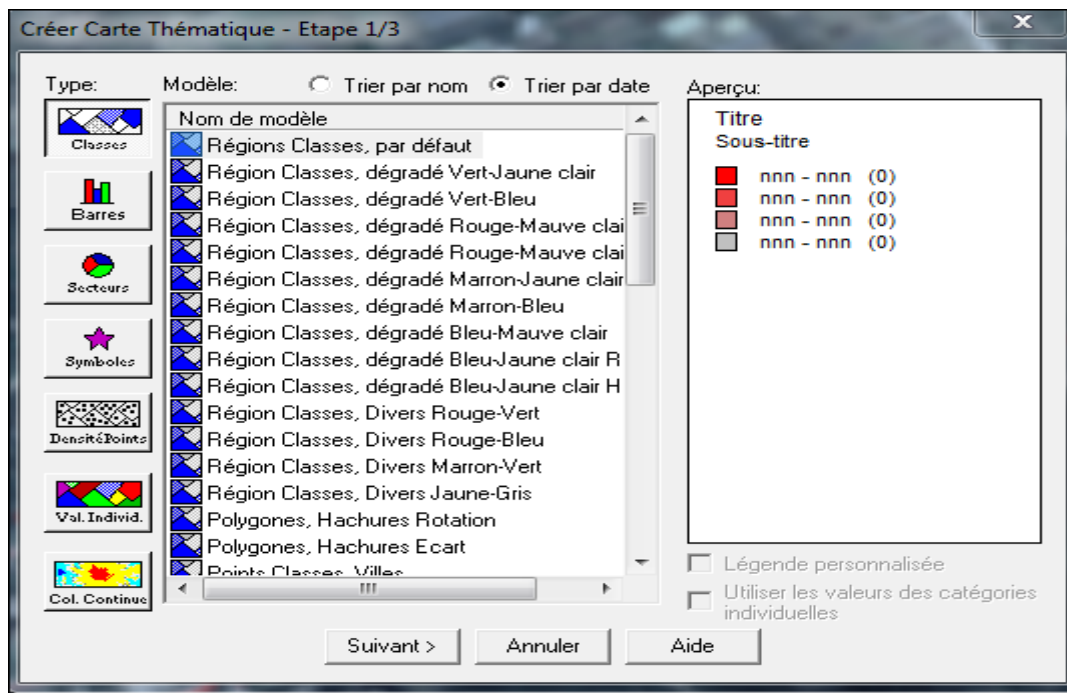 Créer Carte Thématique - Etape 1/3
X
Type:
Classes
Barres
Secteurs
Symboles
DensitéPoints
Val.Individ.
Col. Continue
Modèle:
Trier par nom
Trier par date
Nom de modèle
Régions Classes, par défaut
Région Classes, dégradé Vert-Jaune clair
Région Classes, dégradé Vert-Bleu
Région Classes, dégradé Rouge-Mauve clai
Région Classes, dégradé Rouge-Mauve clai
Région Classes, dégradé Marron-Jaune clair
Région Classes, dégradé Marron-Bleu
Région Classes, dégradé Bleu-Mauve clair
Région Classes, dégradé Bleu-Jaune clair R
Région Classes, dégradé Bleu-Jaune clair H
Région Classes, Divers Rouge-Vert
Région Classes, Divers Rouge-Bleu
Région Classes, Divers Marron-Vert
Région Classes, Divers Jaune-Gris
Polygones, Hachures Rotation
Polygones, Hachures Ecart
Points Classes, Villes
Aperçu:
Titre
Sous-titre
nnn - nnn (0)
nnn - nnn (0)
nnn - nnn (0)
nnn - nnn (0)
Légende personnalisée
Utiliser les valeurs des catégories
individuelles
Suivant >
Annuler
Aide